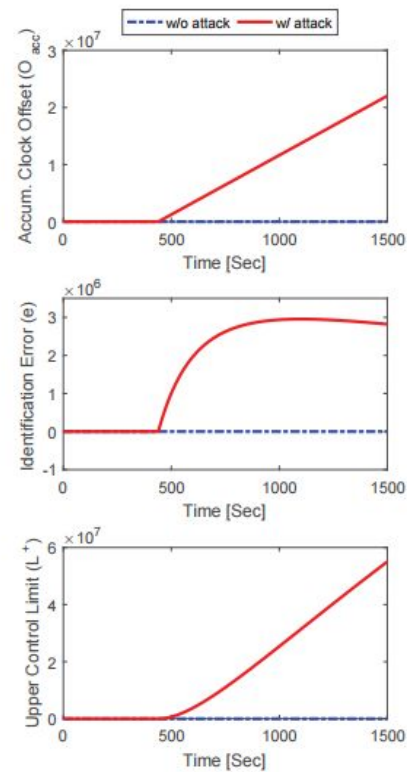 w/o attack w/ attack
×10^7
3
2
1
0
Accum. Clock Offset (O_acc)
0 500 1000 1500
Time [Sec]
×10^6
3
2
1
0
-1
Identification Error (e)
0 500 1000 1500
Time [Sec]
×10^7
6
4
2
0
Upper Control Limit (L^+)
0 500 1000 1500
Time [Sec]